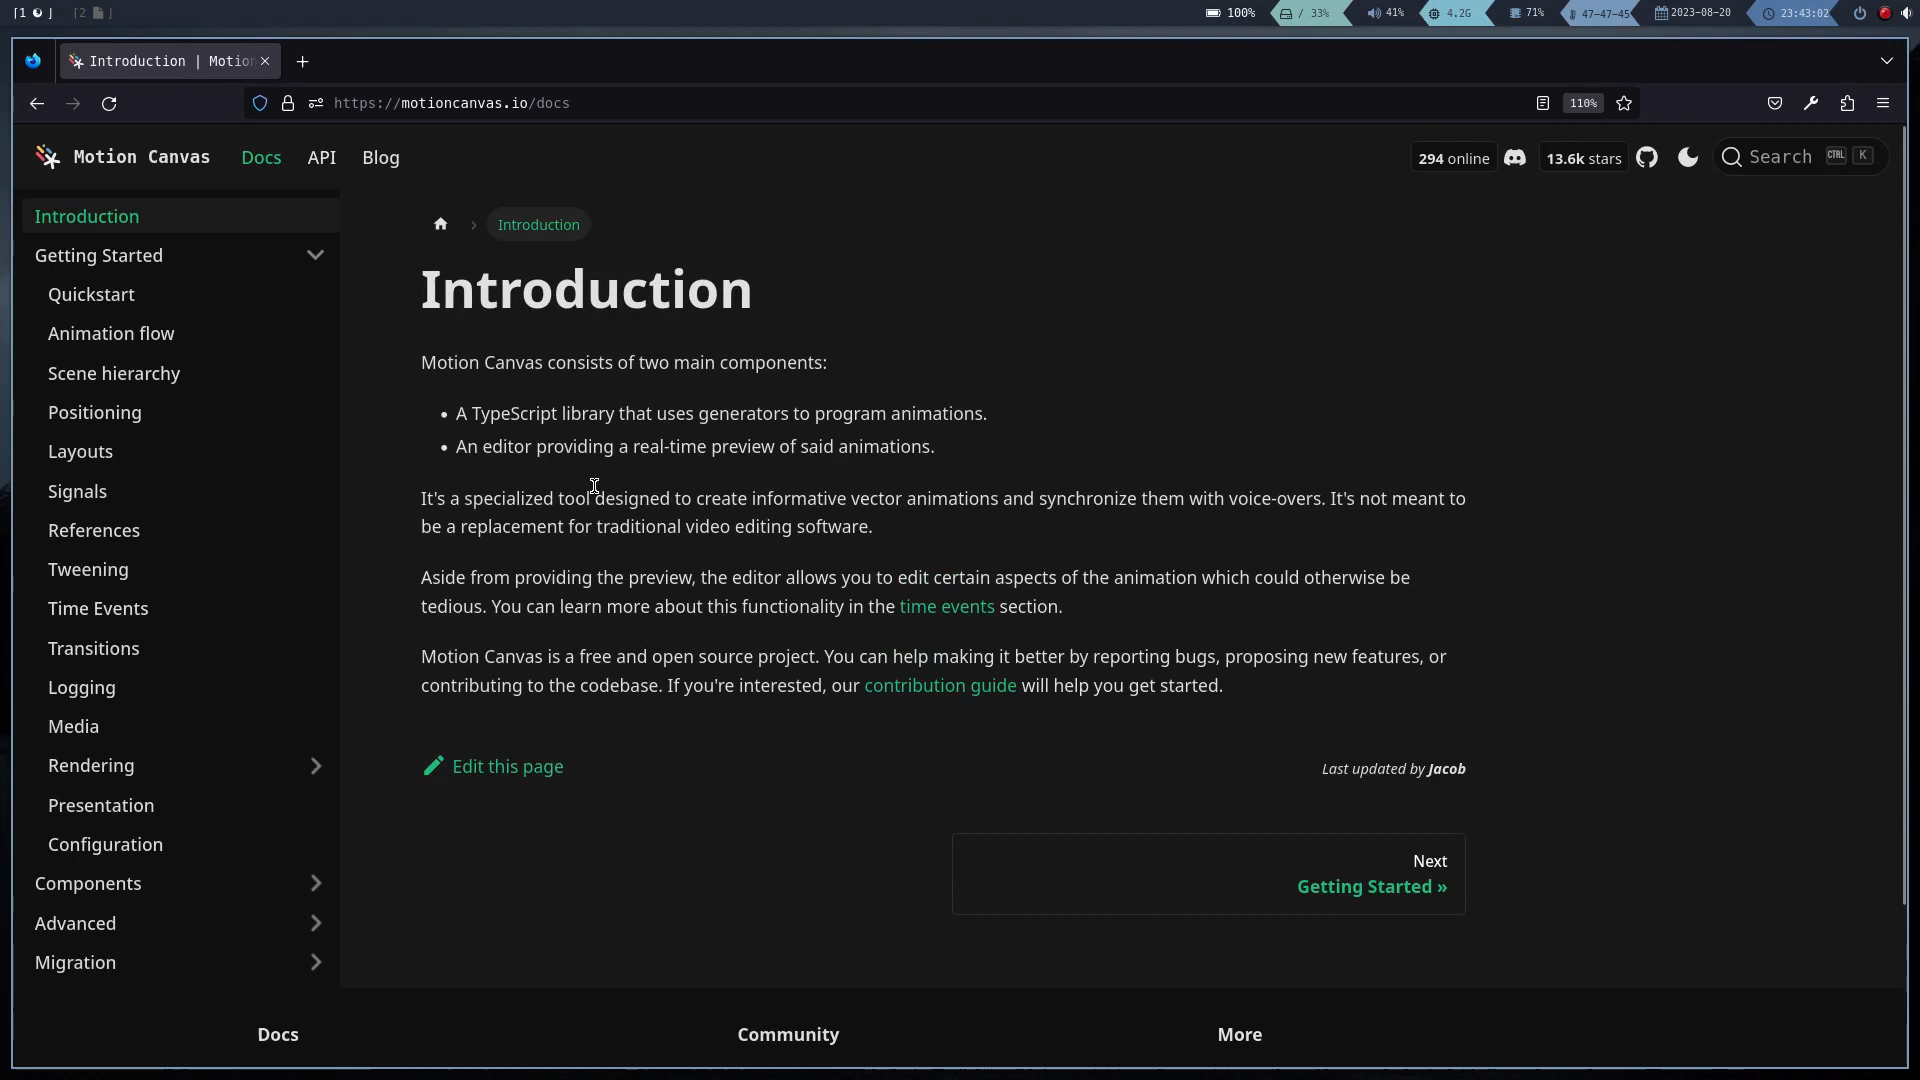 [1 ]
[2 ]
100%
/ 33%
41%
4.2G
71%
47-47-45
2023-08-20
23:43:02
Introduction | Motion
https://motioncanvas.io/docs
110%
Motion Canvas
Docs
API
Blog
294 online
13.6k stars
Search
CTRL
K
Introduction
Getting Started
Quickstart
Animation flow
Scene hierarchy
Positioning
Layouts
Signals
References
Tweening
Time Events
Transitions
Logging
Media
Rendering
Presentation
Configuration
Components
Advanced
Migration
Introduction
Introduction
Motion Canvas consists of two main components:
• A TypeScript library that uses generators to program animations.
• An editor providing a real-time preview of said animations.
It's a specialized tool designed to create informative vector animations and synchronize them with voice-overs. It's not meant to
be a replacement for traditional video editing software.
Aside from providing the preview, the editor allows you to edit certain aspects of the animation which could otherwise be
tedious. You can learn more about this functionality in the time events section.
Motion Canvas is a free and open source project. You can help making it better by reporting bugs, proposing new features, or
contributing to the codebase. If you're interested, our contribution guide will help you get started.
Edit this page
Last updated by Jacob
Next
Getting Started »
Docs
Community
More